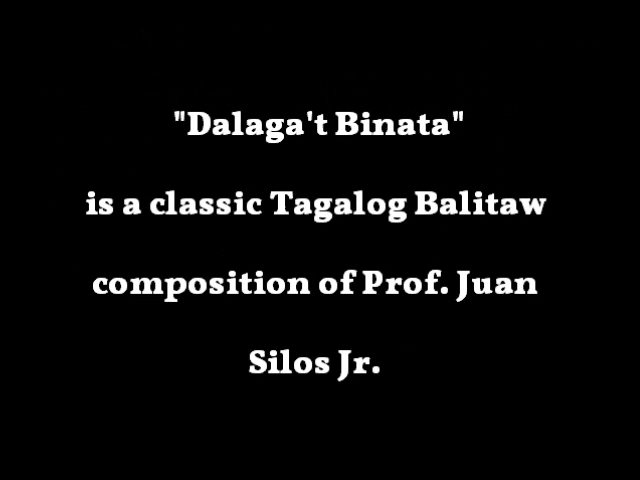 "Dalaga't Binata"
is a classic Tagalog Balitaw
composition of Prof. Juan
Silos Jr.